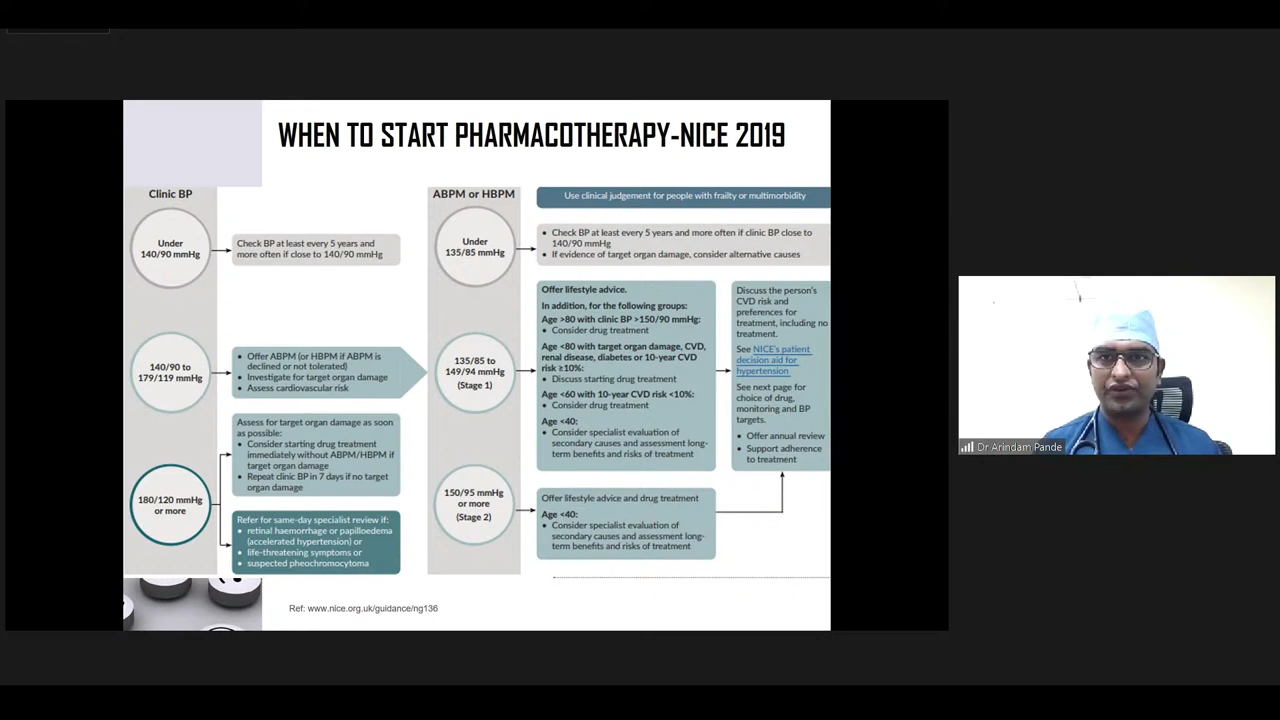 WHEN TO START PHARMACOTHERAPY-NICE 2019
Clinic BP
Under
140/90 mmHg
Check BP at least every 5 years and
more often if close to 140/90 mmHg
140/90 to
179/119 mmHg
• Offer ABPM (or HBPM if ABPM is
declined or not tolerated)
• Investigate for target organ damage
• Assess cardiovascular risk
180/120 mmHg
or more
Assess for target organ damage as soon
as possible:
• Consider starting drug treatment
immediately without ABPM/HBPM if
target organ damage
• Repeat clinic BP in 7 days if no target
organ damage
Refer for same-day specialist review if:
• retinal haemorrhage or papilloedema
(accelerated hypertension) or
• life-threatening symptoms or
• suspected pheochromocytoma
ABPM or HBPM
Use clinical judgement for people with frailty or multimorbidity
Under
135/85 mmHg
• Check BP at least every 5 years and more often if clinic BP close to
140/90 mmHg
• If evidence of target organ damage, consider alternative causes
135/85 to
149/94 mmHg
(Stage 1)
Offer lifestyle advice.
In addition, for the following groups:
Age >80 with clinic BP >150/90 mmHg:
• Consider drug treatment
Age <80 with target organ damage, CVD,
renal disease, diabetes or 10-year CVD
risk ≥10%:
• Discuss starting drug treatment
Age <60 with 10-year CVD risk <10%:
• Consider drug treatment
Age <40:
• Consider specialist evaluation of
secondary causes and assessment long-
term benefits and risks of treatment
Discuss the person's
CVD risk and
preferences for
treatment, including no
treatment.
See NICE's patient
decision aid for
hypertension
See next page for
choice of drug,
monitoring and BP
targets.
• Offer annual review
• Support adherence
to treatment
150/95 mmHg
or more
(Stage 2)
Offer lifestyle advice and drug treatment
Age <40:
• Consider specialist evaluation of
secondary causes and assessment long-
term benefits and risks of treatment
Ref: www.nice.org.uk/guidance/ng136
Dr Arindam Pande